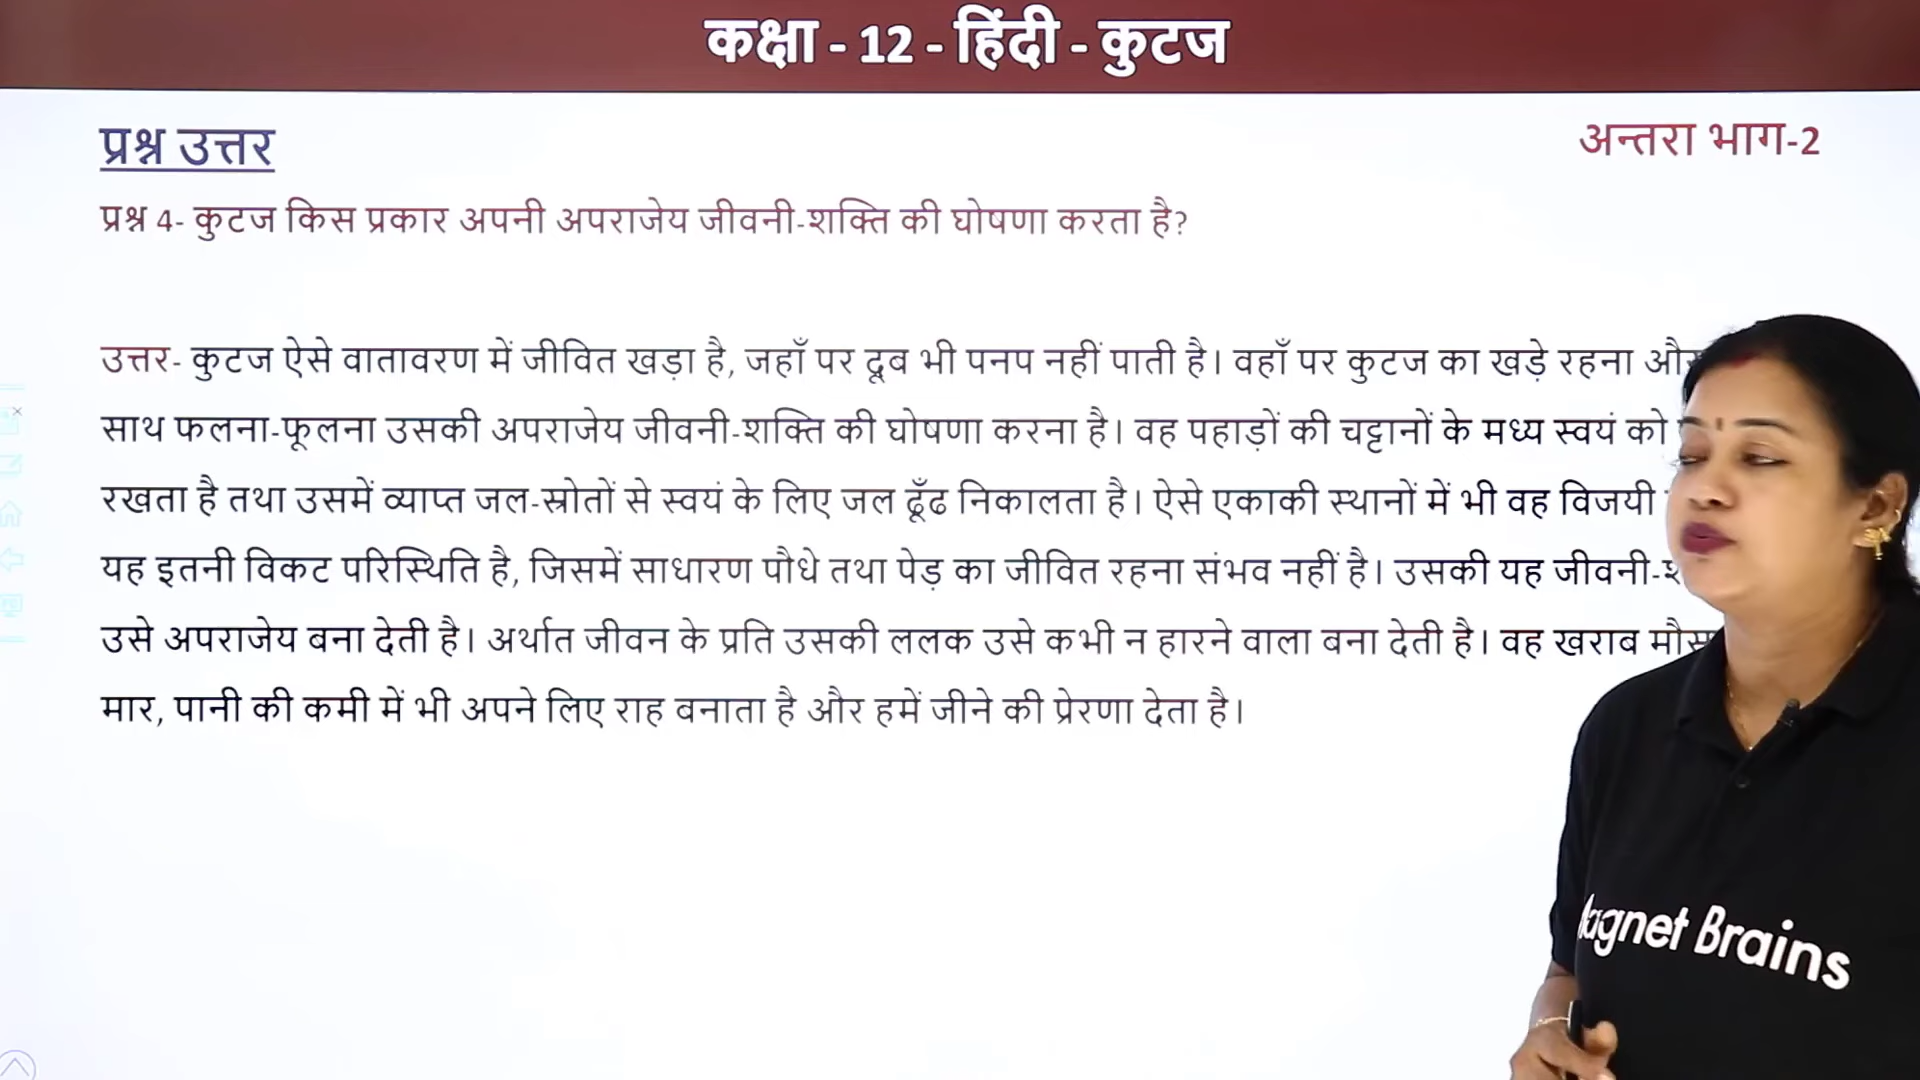 कक्षा - 12 - हिंदी - कुटज
प्रश्न उत्तर
अन्तरा भाग-2
प्रश्न 4- कुटज किस प्रकार अपनी अपराजेय जीवनी-शक्ति की घोषणा करता है?
उत्तर- कुटज ऐसे वातावरण में जीवित खड़ा है, जहाँ पर दूब भी पनप नहीं पाती है। वहाँ पर कुटज का खड़े रहना
साथ फलना-फूलना उसकी अपराजेय जीवनी-शक्ति की घोषणा करना है। वह पहाड़ों की चट्टानों के मध्य स्वयं को
रखता है तथा उसमें व्याप्त जल-स्रोतों से स्वयं के लिए जल ढूँढ निकालता है। ऐसे एकाकी स्थानों में भी वह विजयी
यह इतनी विकट परिस्थिति है, जिसमें साधारण पौधे तथा पेड़ का जीवित रहना संभव नहीं है। उसकी यह जीवनी-
उसे अपराजेय बना देती है। अर्थात जीवन के प्रति उसकी ललक उसे कभी न हारने वाला बना देती है। वह खराब
मार, पानी की कमी में भी अपने लिए राह बनाता है और हमें जीने की प्रेरणा देता है।
agnet Brains